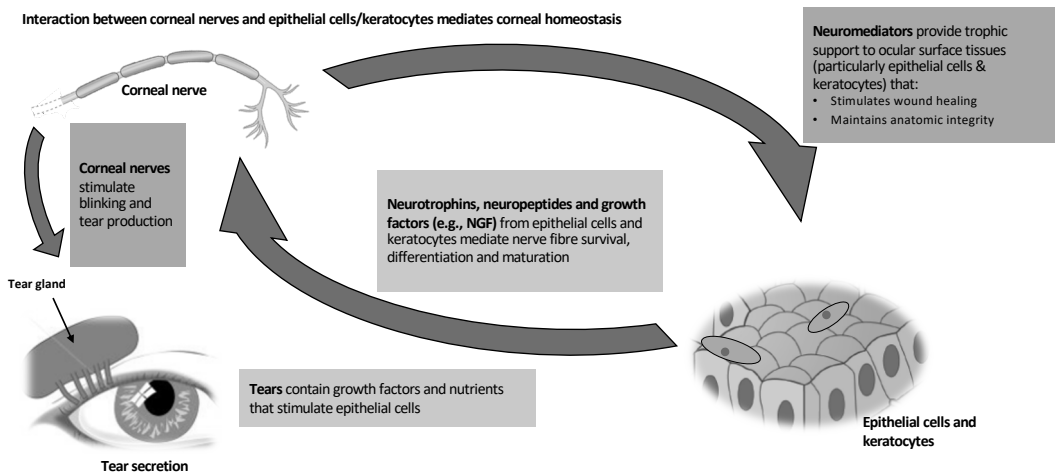 Interaction between corneal nerves and epithelial cells/keratocytes mediates corneal homeostasis
Neuromediators provide trophic
support to ocular surface tissues
(particularly epithelial cells &
keratocytes) that:
• Stimulates wound healing
• Maintains anatomic integrity
Corneal nerve
Corneal nerves
stimulate
blinking and
tear production
Neurotrophins, neuropeptides and growth
factors (e.g., NGF) from epithelial cells and
keratocytes mediate nerve fibre survival,
differentiation and maturation
Tear gland
Tears contain growth factors and nutrients
that stimulate epithelial cells
Epithelial cells and
keratocytes
Tear secretion